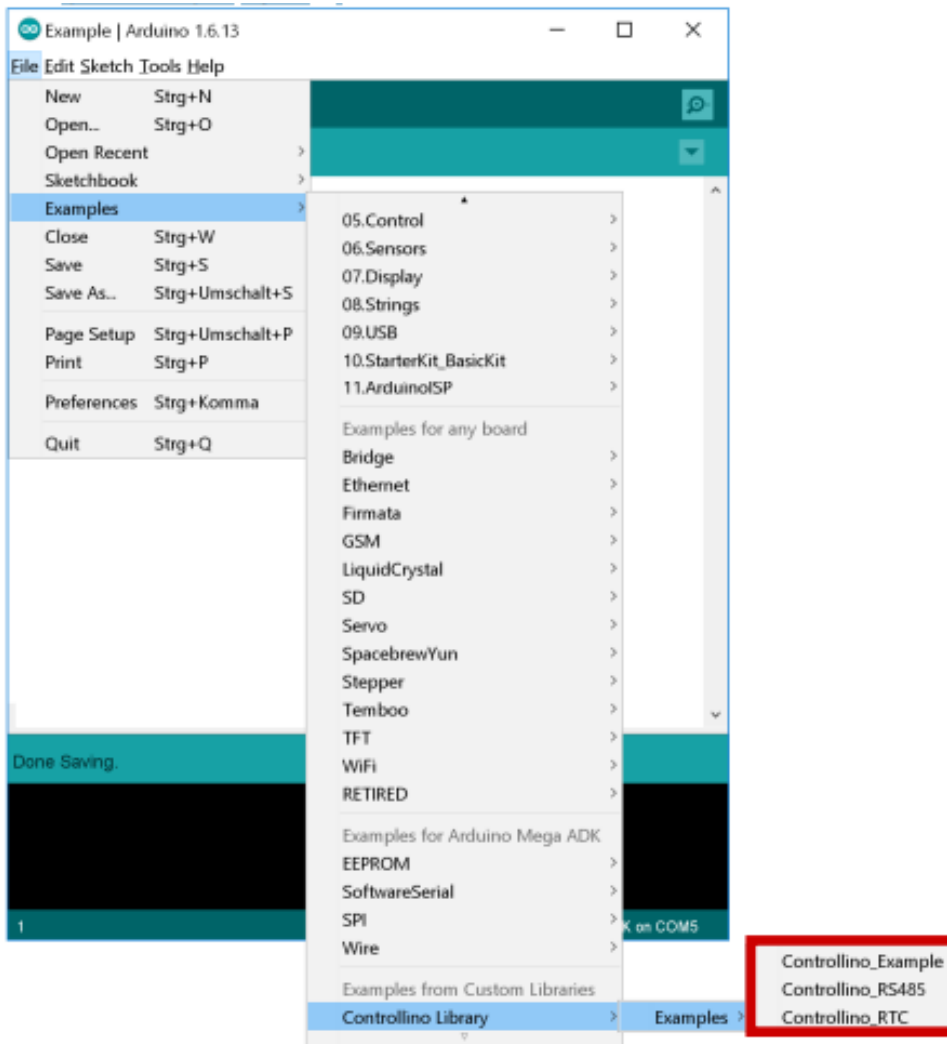 Example | Arduino 1.6.13
File Edit Sketch Tools Help
New Strg+N
Open... Strg+O
Open Recent
Sketchbook
Examples
Close Strg+W
Save Strg+S
Save As... Strg+Umschalt+S
Page Setup Strg+Umschalt+P
Print Strg+P
Preferences Strg+Komma
Quit Strg+Q
05.Control
06.Sensors
07.Display
08.Strings
09.USB
10.StarterKit_BasicKit
11.ArduinoISP
Examples for any board
Bridge
Ethernet
Firmata
GSM
LiquidCrystal
SD
Servo
SpacebrewYun
Stepper
Temboo
TFT
WiFi
RETIRED
Examples for Arduino Mega ADK
EEPROM
SoftwareSerial
SPI
Wire
Examples from Custom Libraries
Controllino Library
Examples
Controllino_Example
Controllino_RS485
Controllino_RTC
Done Saving.
1 K on COM5